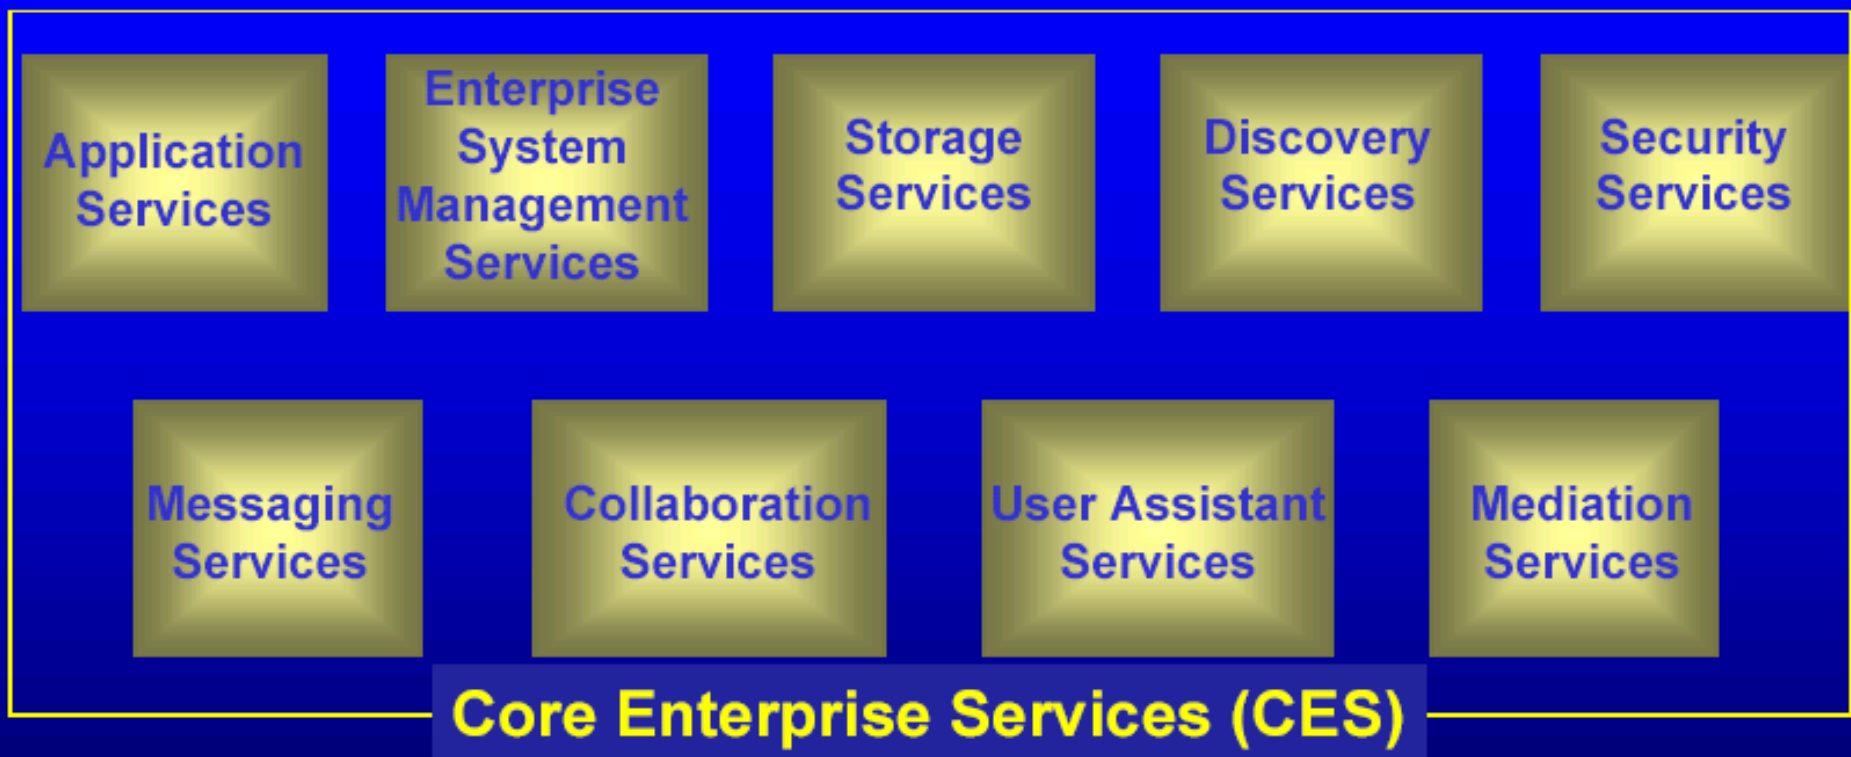 Application
Services
Enterprise
System
Management
Services
Storage
Services
Discovery
Services
Security
Services
Messaging
Services
Collaboration
Services
User Assistant
Services
Mediation
Services
Core Enterprise Services (CES)